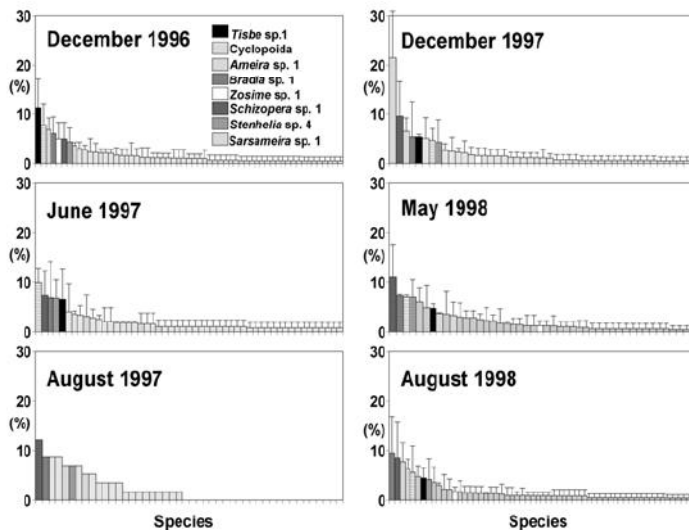 30
20
(%)
10
0
December 1996
Tisbe sp.1
Cyclopoida
Ameira sp. 1
Bradia sp. 1
Zosime sp. 1
Schizopera sp. 1
Stenhelia sp. 4
Sarsameira sp. 1
30
20
(%)
10
0
December 1997
30
20
(%)
10
0
June 1997
30
20
(%)
10
0
May 1998
30
20
(%)
10
0
August 1997
Species
30
20
(%)
10
0
August 1998
Species